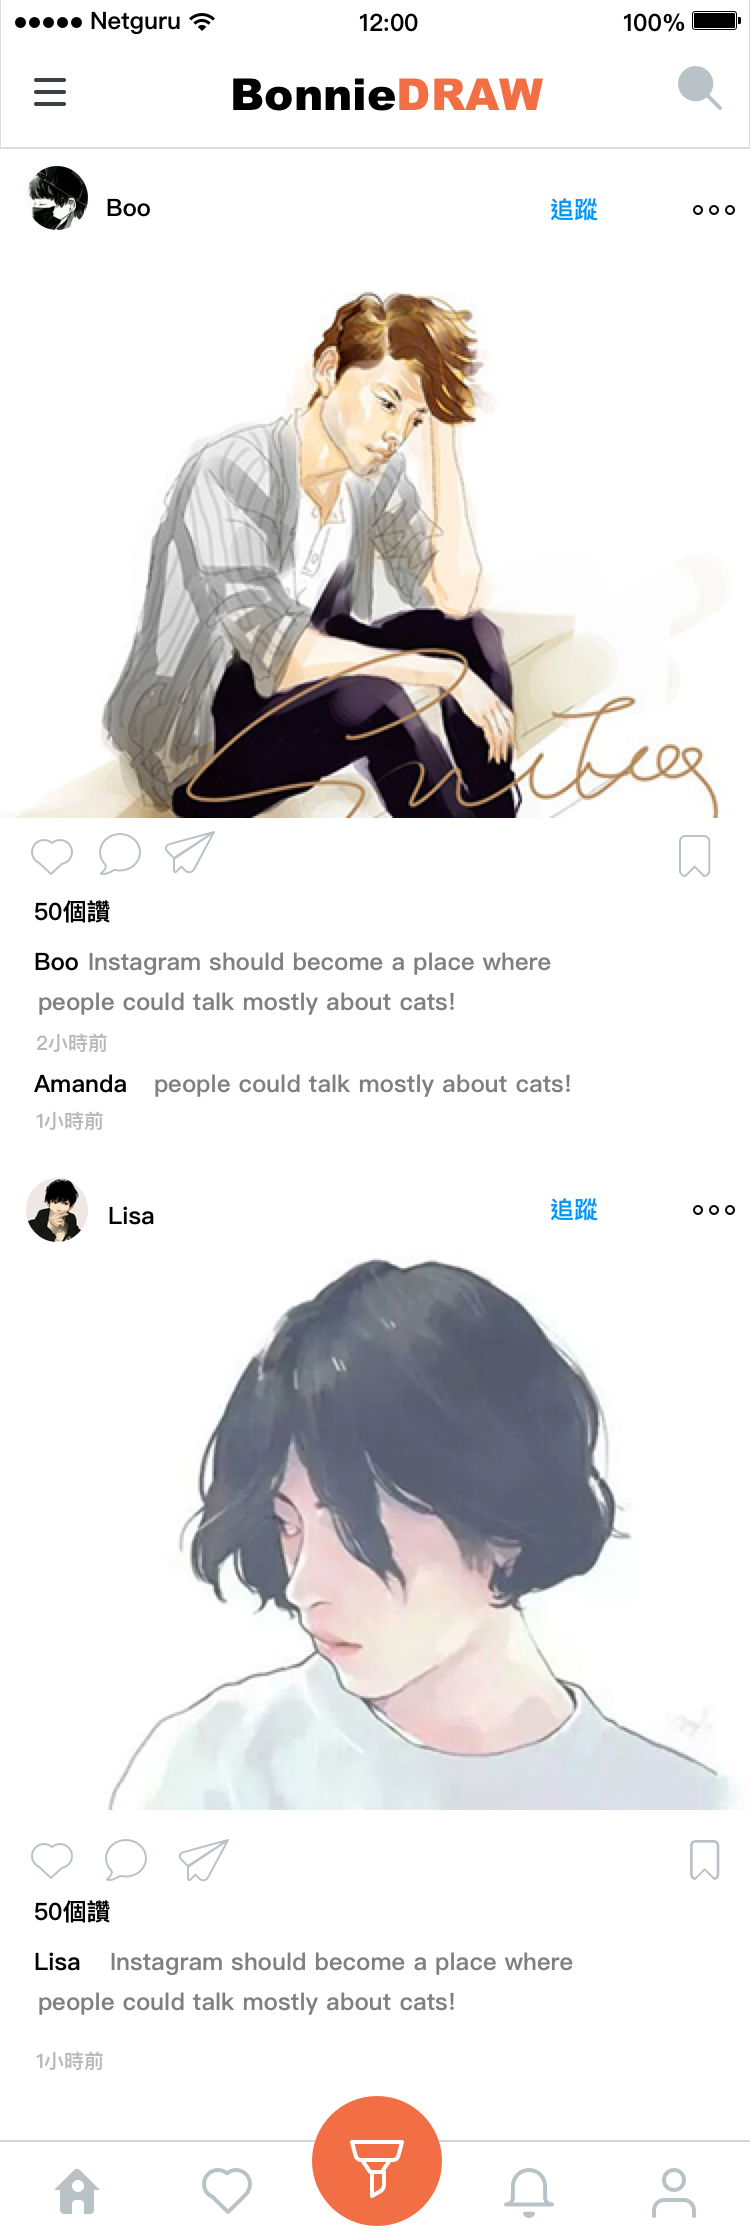 Netguru
12:00
100%
BonnieDRAW
Boo
追蹤
50個讚
Boo Instagram should become a place where
people could talk mostly about cats!
2小時前
Amanda people could talk mostly about cats!
1小時前
Lisa
追蹤
50個讚
Lisa Instagram should become a place where
people could talk mostly about cats!
1小時前